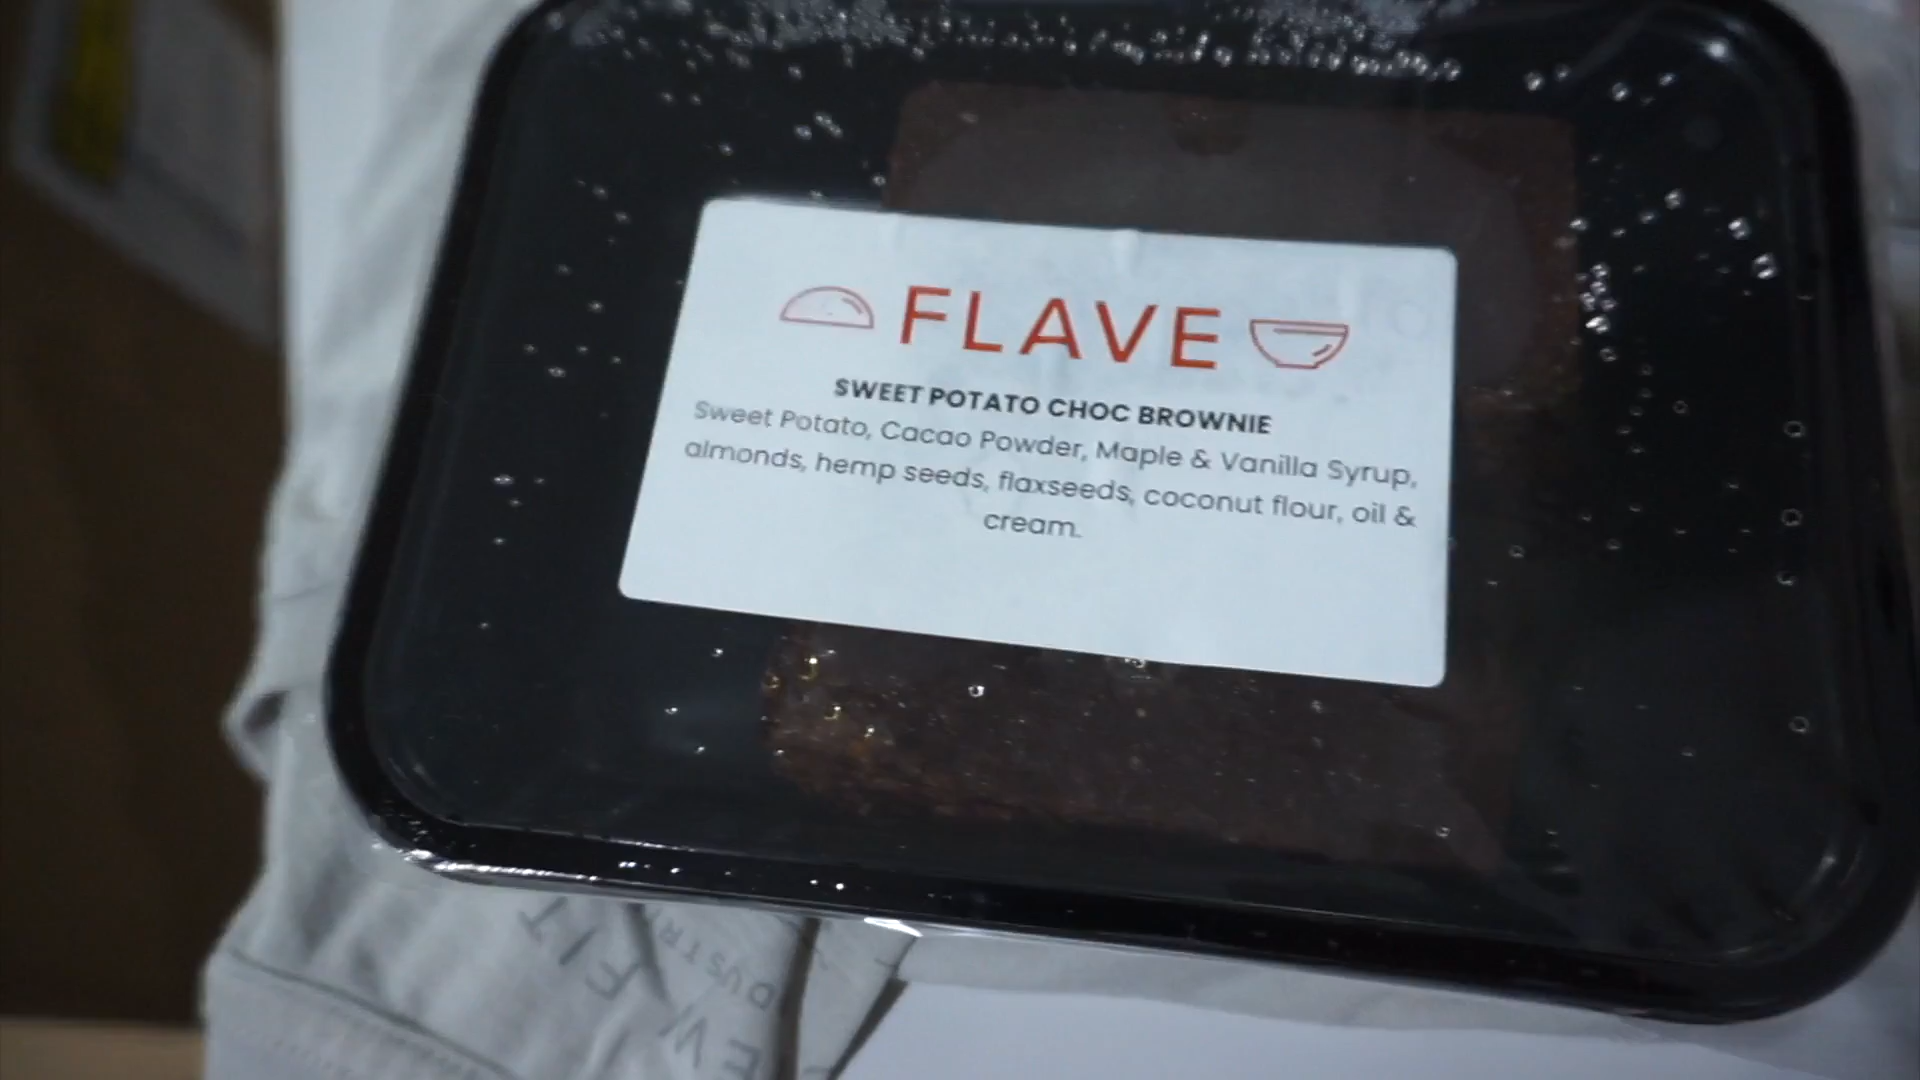 FLAVE
SWEET POTATO CHOC BROWNIE
Sweet Potato, Cacao Powder, Maple & Vanilla Syrup,
almonds, hemp seeds, flaxseeds, coconut flour, oil &
cream.
FIT